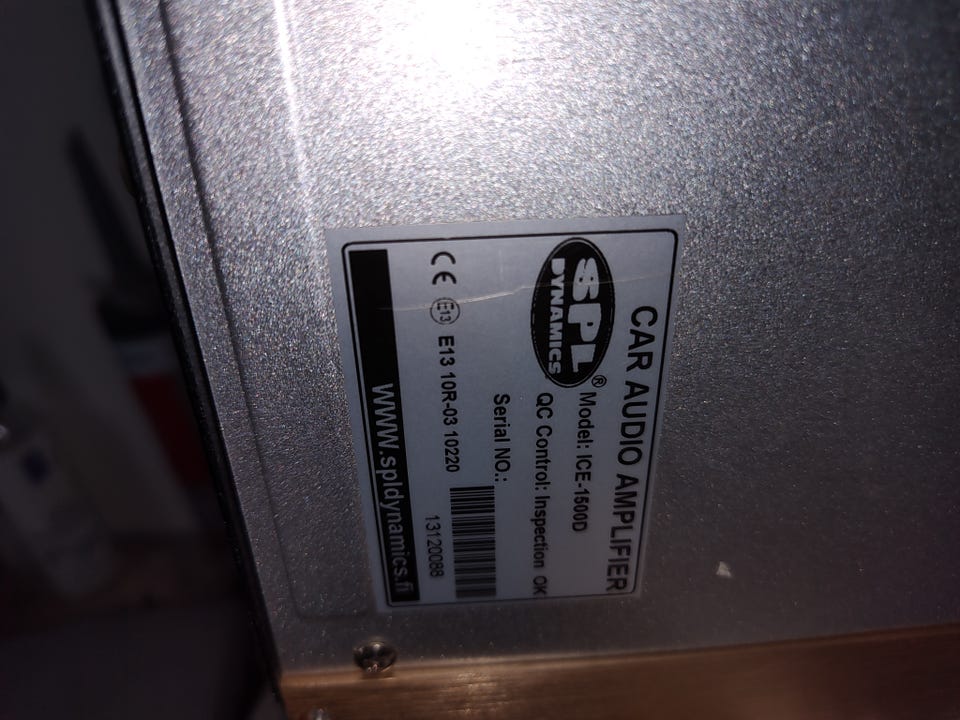 CAR AUDIO AMPLIFIER
SPL
DYNAMICS ®
Model: ICE-1500D
QC Control: Inspection OK
Serial NO.:
CE E13 E13 10R-03 10220
13120088
www.spldynamics.fi